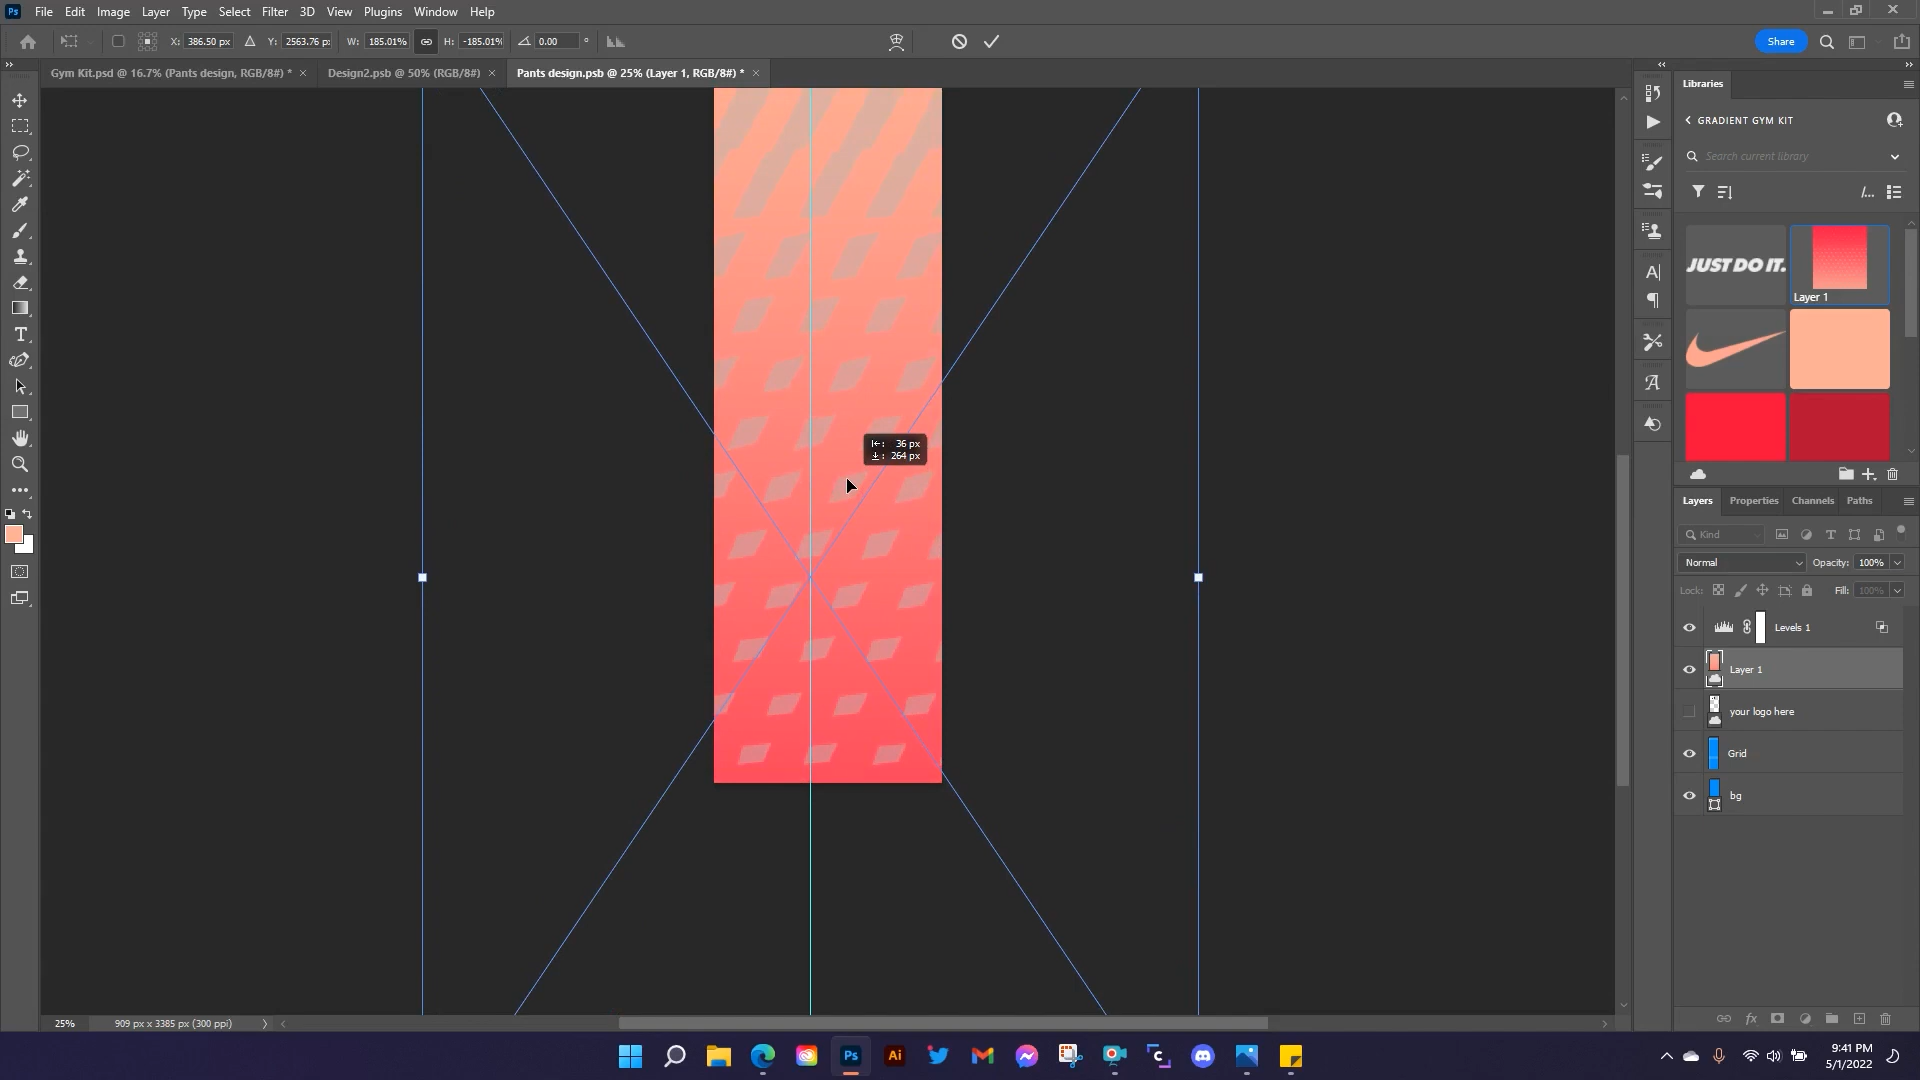 Ps File Edit Image Layer Type Select Filter 3D View Plugins Window Help
X: 386.50 px Δ Y: 2563.76 p: W: 185.01% H: -185.01% 0.00 °
Share
Gym Kit.psd @ 16.7% (Pants design, RGB/8#) * × Design2.psb @ 50% (RGB/8#) × Pants design.psb @ 25% (Layer 1, RGB/8#) * ×
Libraries
GRADIENT GYM KIT
Search current library
JUST DO IT.
Layer 1
36 px
264 px
Layers Properties Channels Paths
Kind
Normal Opacity: 100%
Lock: Fill: 100%
Levels 1
Layer 1
your logo here
Grid
bg
25% 909 px x 3385 px (300 ppi)
Ps Ai
9:41 PM
5/1/2022